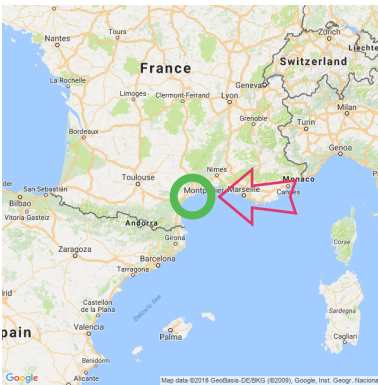 Nantes
Tours
Zürich
Liechte
France
Switzerland
La Rochelle
Geneva
Limoges
Clermont-Ferrand
Lyon
Milan
Grenoble
Turin
Bordeaux
Genoa
Nimes
Toulouse
Monaco
San Sebastián
Montpellier
Marseille
Cannes
Bilbao
Vitoria-Gasteiz
Andorra
Girona
Corse
Zaragoza
Barcelona
Tarragona
Castellón
de la Plana
Balearic Sea
Sardegna
pain
Valencia
Palma
Cagliari
Benidorm
Alicante
Google
Map data ©2018 GeoBasis-DE/BKG (©2009), Google, Inst. Geogr. Naciona